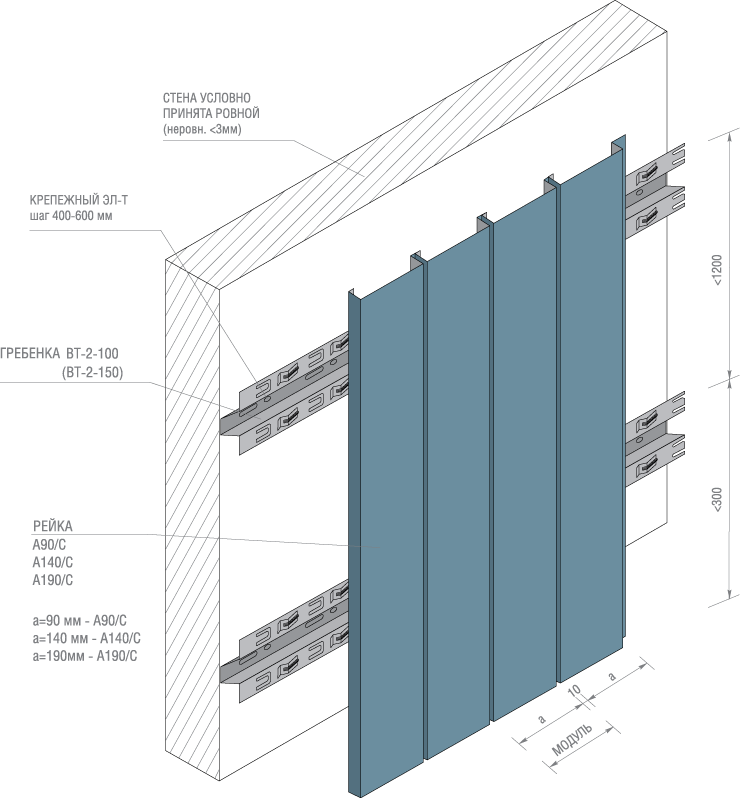 СТЕНА УСЛОВНО
ПРИНЯТА РОВНОЙ
(неровн. <3мм)
КРЕПЕЖНЫЙ ЭЛ-Т
шаг 400-600 мм
<1200
ГРЕБЕНКА ВТ-2-100
(ВТ-2-150)
<300
РЕЙКА
А90/С
А140/С
А190/С
а=90 мм - А90/С
а=140 мм - А140/С
а=190мм - А190/С
а
10
а
МОДУЛЬ